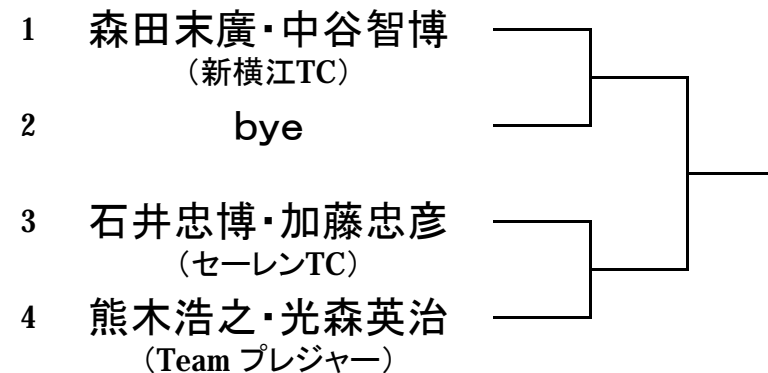 1 森田末廣・中谷智博
（新横江TC）
2 bye
3 石井忠博・加藤忠彦
（セーレンTC）
4 熊木浩之・光森英治
（Team プレジャー）